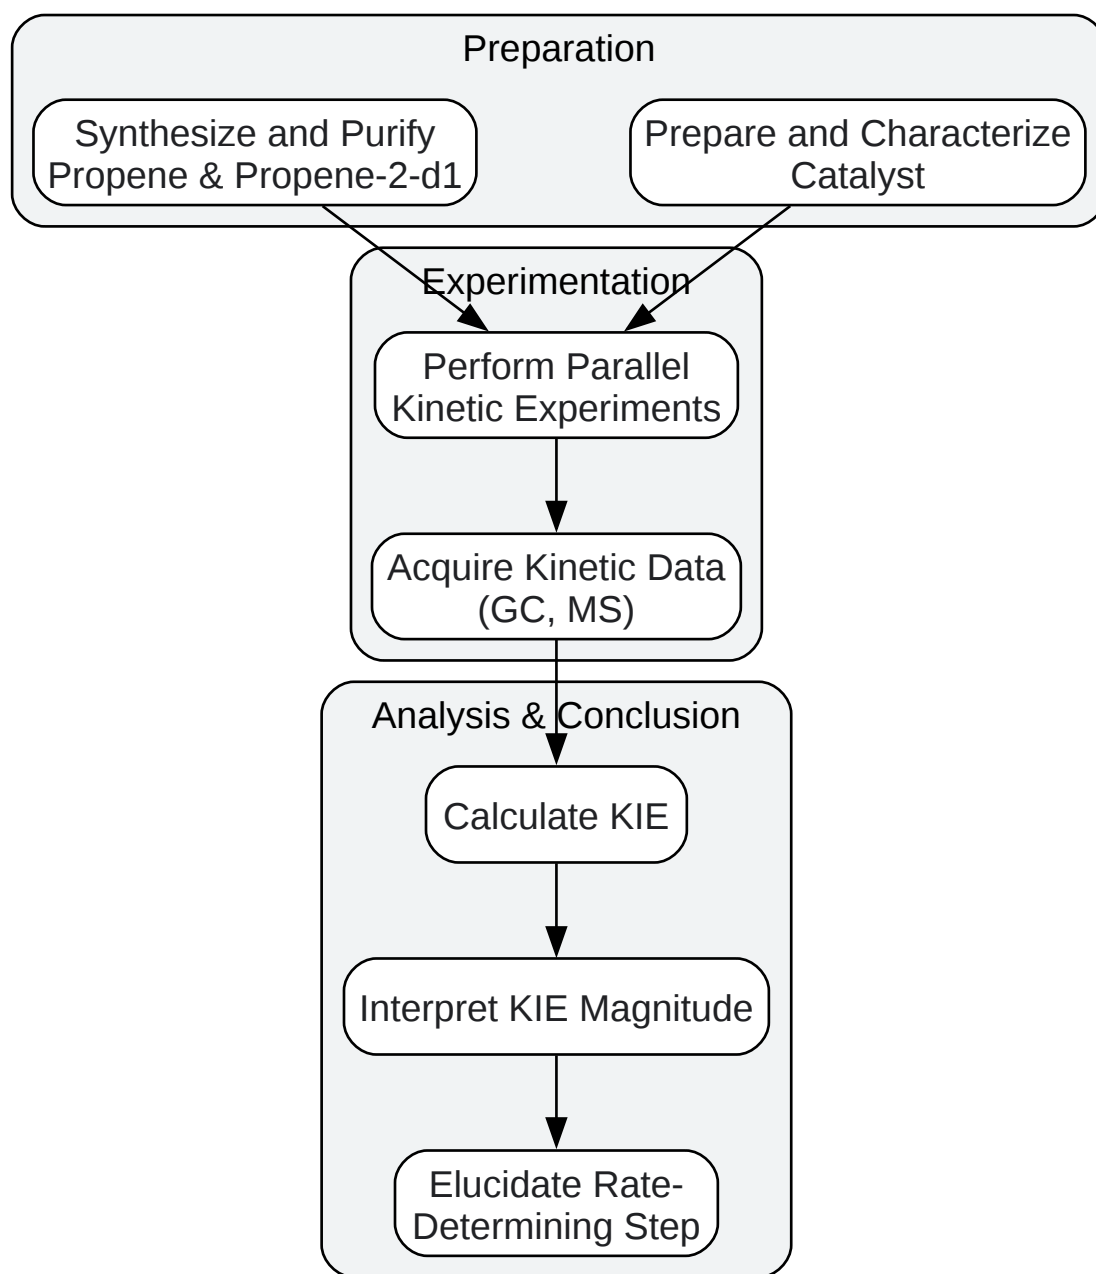 Preparation
Synthesize and Purify
Propene & Propene-2-d1
Prepare and Characterize
Catalyst
Experimentation
Perform Parallel
Kinetic Experiments
Acquire Kinetic Data
(GC, MS)
Analysis & Conclusion
Calculate KIE
Interpret KIE Magnitude
Elucidate Rate-
Determining Step